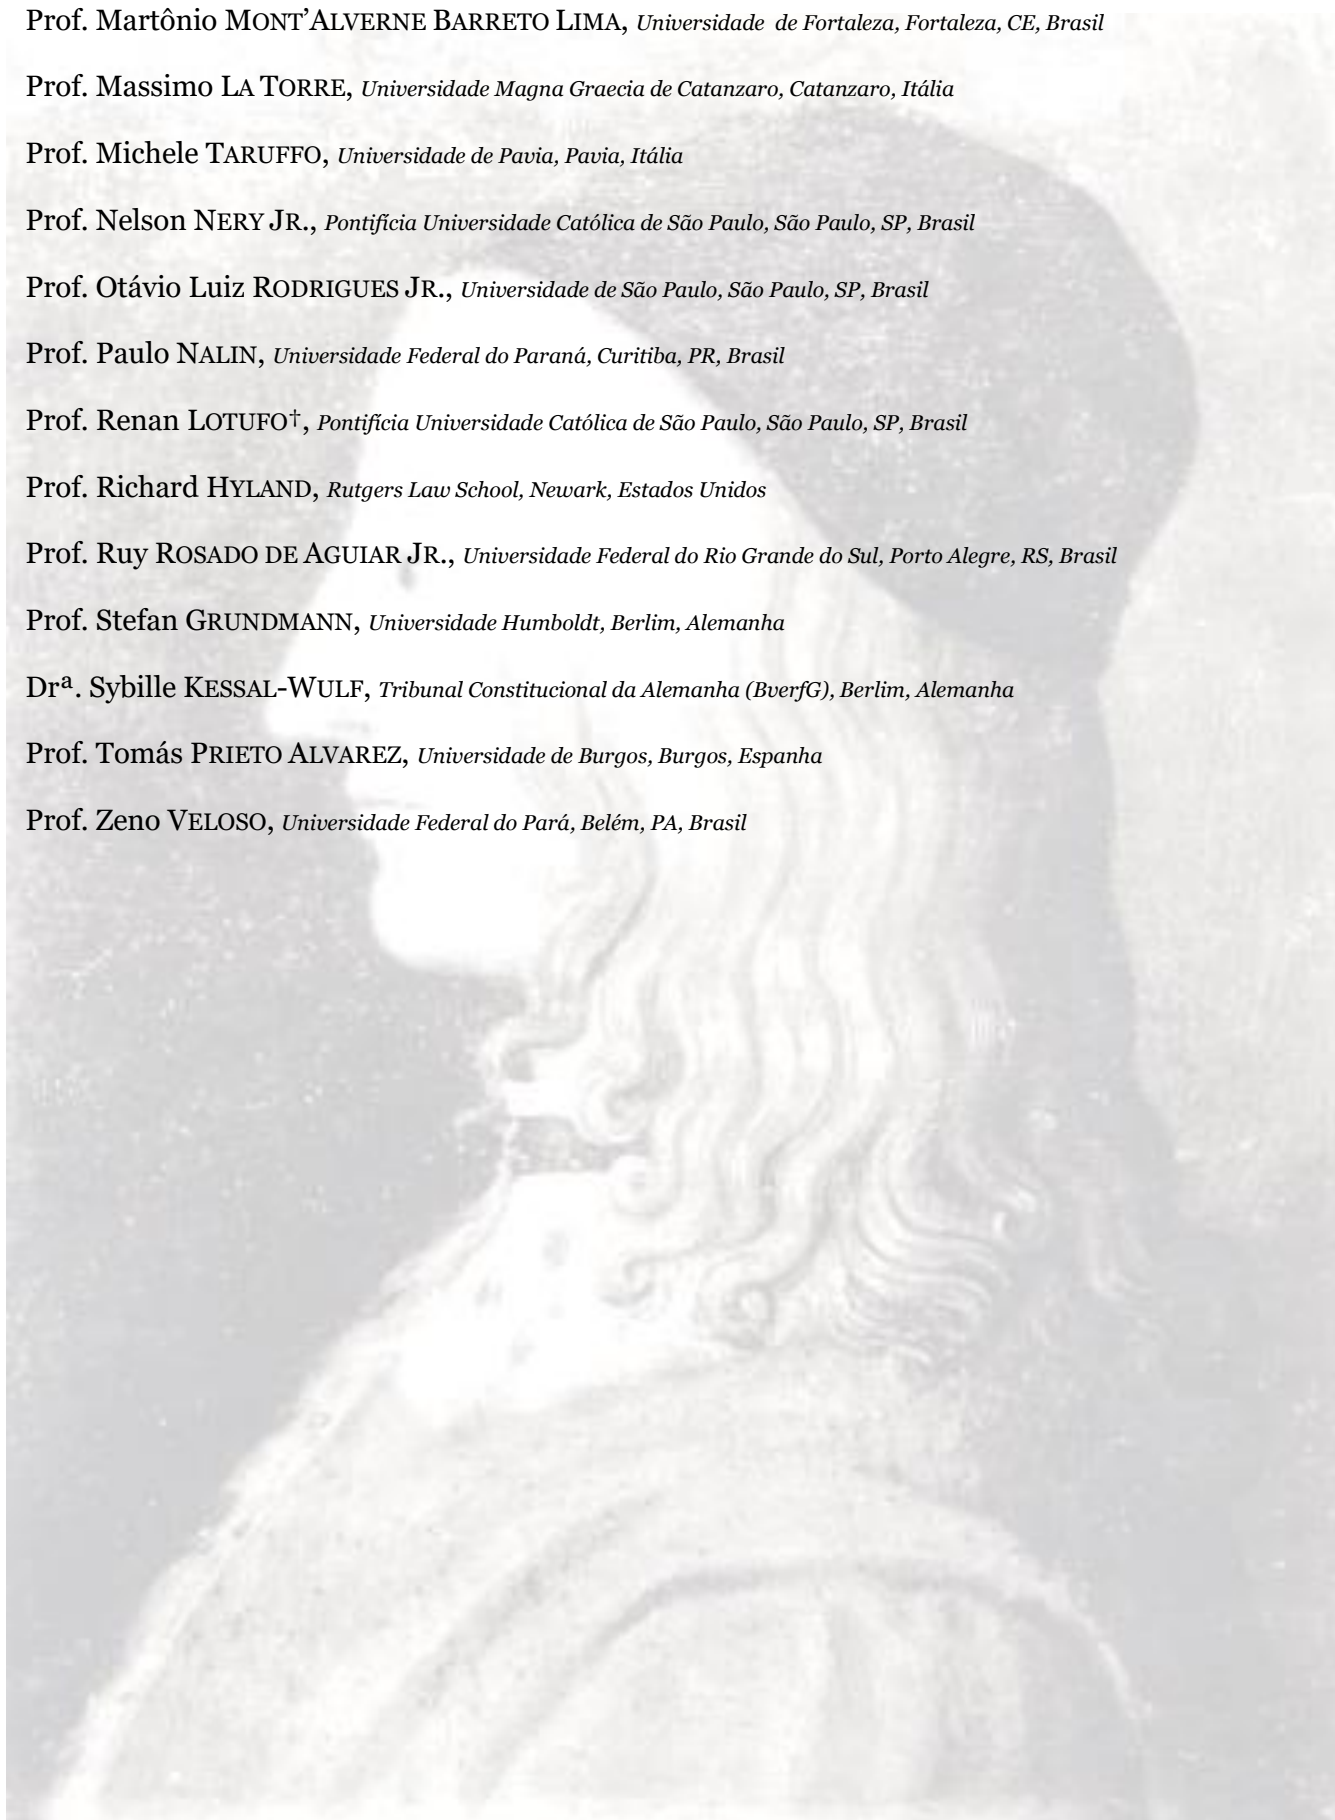 Prof. Martônio MONT’ALVERNE BARRETO LIMA, Universidade de Fortaleza, Fortaleza, CE, Brasil
Prof. Massimo LA TORRE, Universidade Magna Graecia de Catanzaro, Catanzaro, Itália
Prof. Michele TARUFFO, Universidade de Pavia, Pavia, Itália
Prof. Nelson NERY JR., Pontifícia Universidade Católica de São Paulo, São Paulo, SP, Brasil
Prof. Otávio Luiz RODRIGUES JR., Universidade de São Paulo, São Paulo, SP, Brasil
Prof. Paulo NALIN, Universidade Federal do Paraná, Curitiba, PR, Brasil
Prof. Renan LOTUFO†, Pontifícia Universidade Católica de São Paulo, São Paulo, SP, Brasil
Prof. Richard HYLAND, Rutgers Law School, Newark, Estados Unidos
Prof. Ruy ROSADO DE AGUIAR JR., Universidade Federal do Rio Grande do Sul, Porto Alegre, RS, Brasil
Prof. Stefan GRUNDMANN, Universidade Humboldt, Berlim, Alemanha
Drª. Sybille KESSAL-WULF, Tribunal Constitucional da Alemanha (BverfG), Berlim, Alemanha
Prof. Tomás PRIETO ALVAREZ, Universidade de Burgos, Burgos, Espanha
Prof. Zeno VELOSO, Universidade Federal do Pará, Belém, PA, Brasil